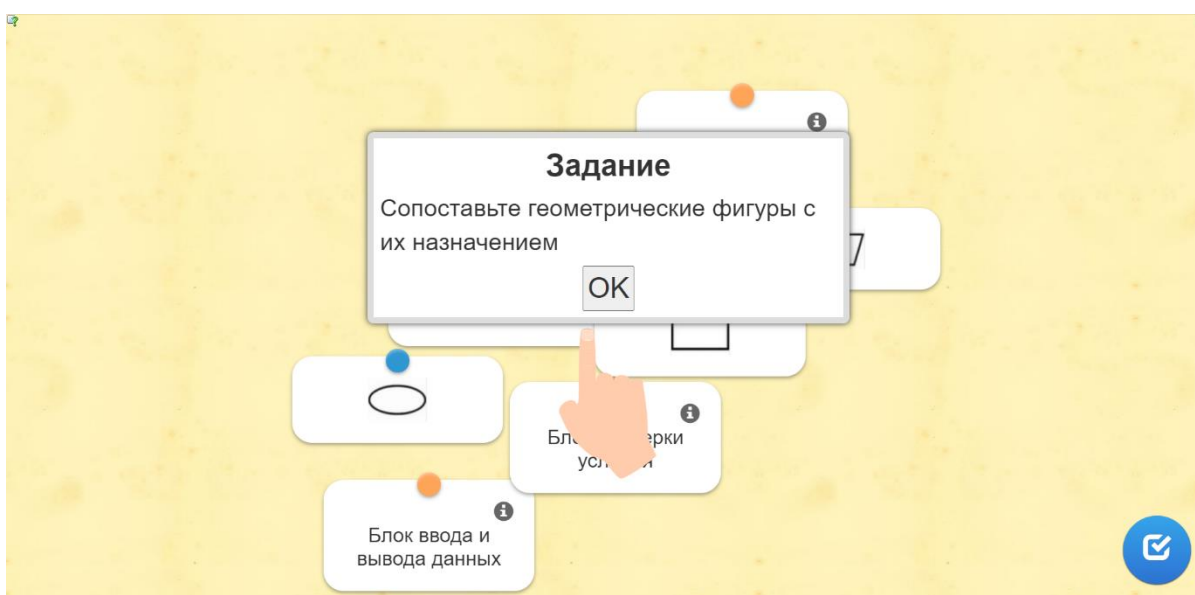 Задание
Сопоставьте геометрические фигуры с
их назначением
OK
Блок ввода и
вывода данных